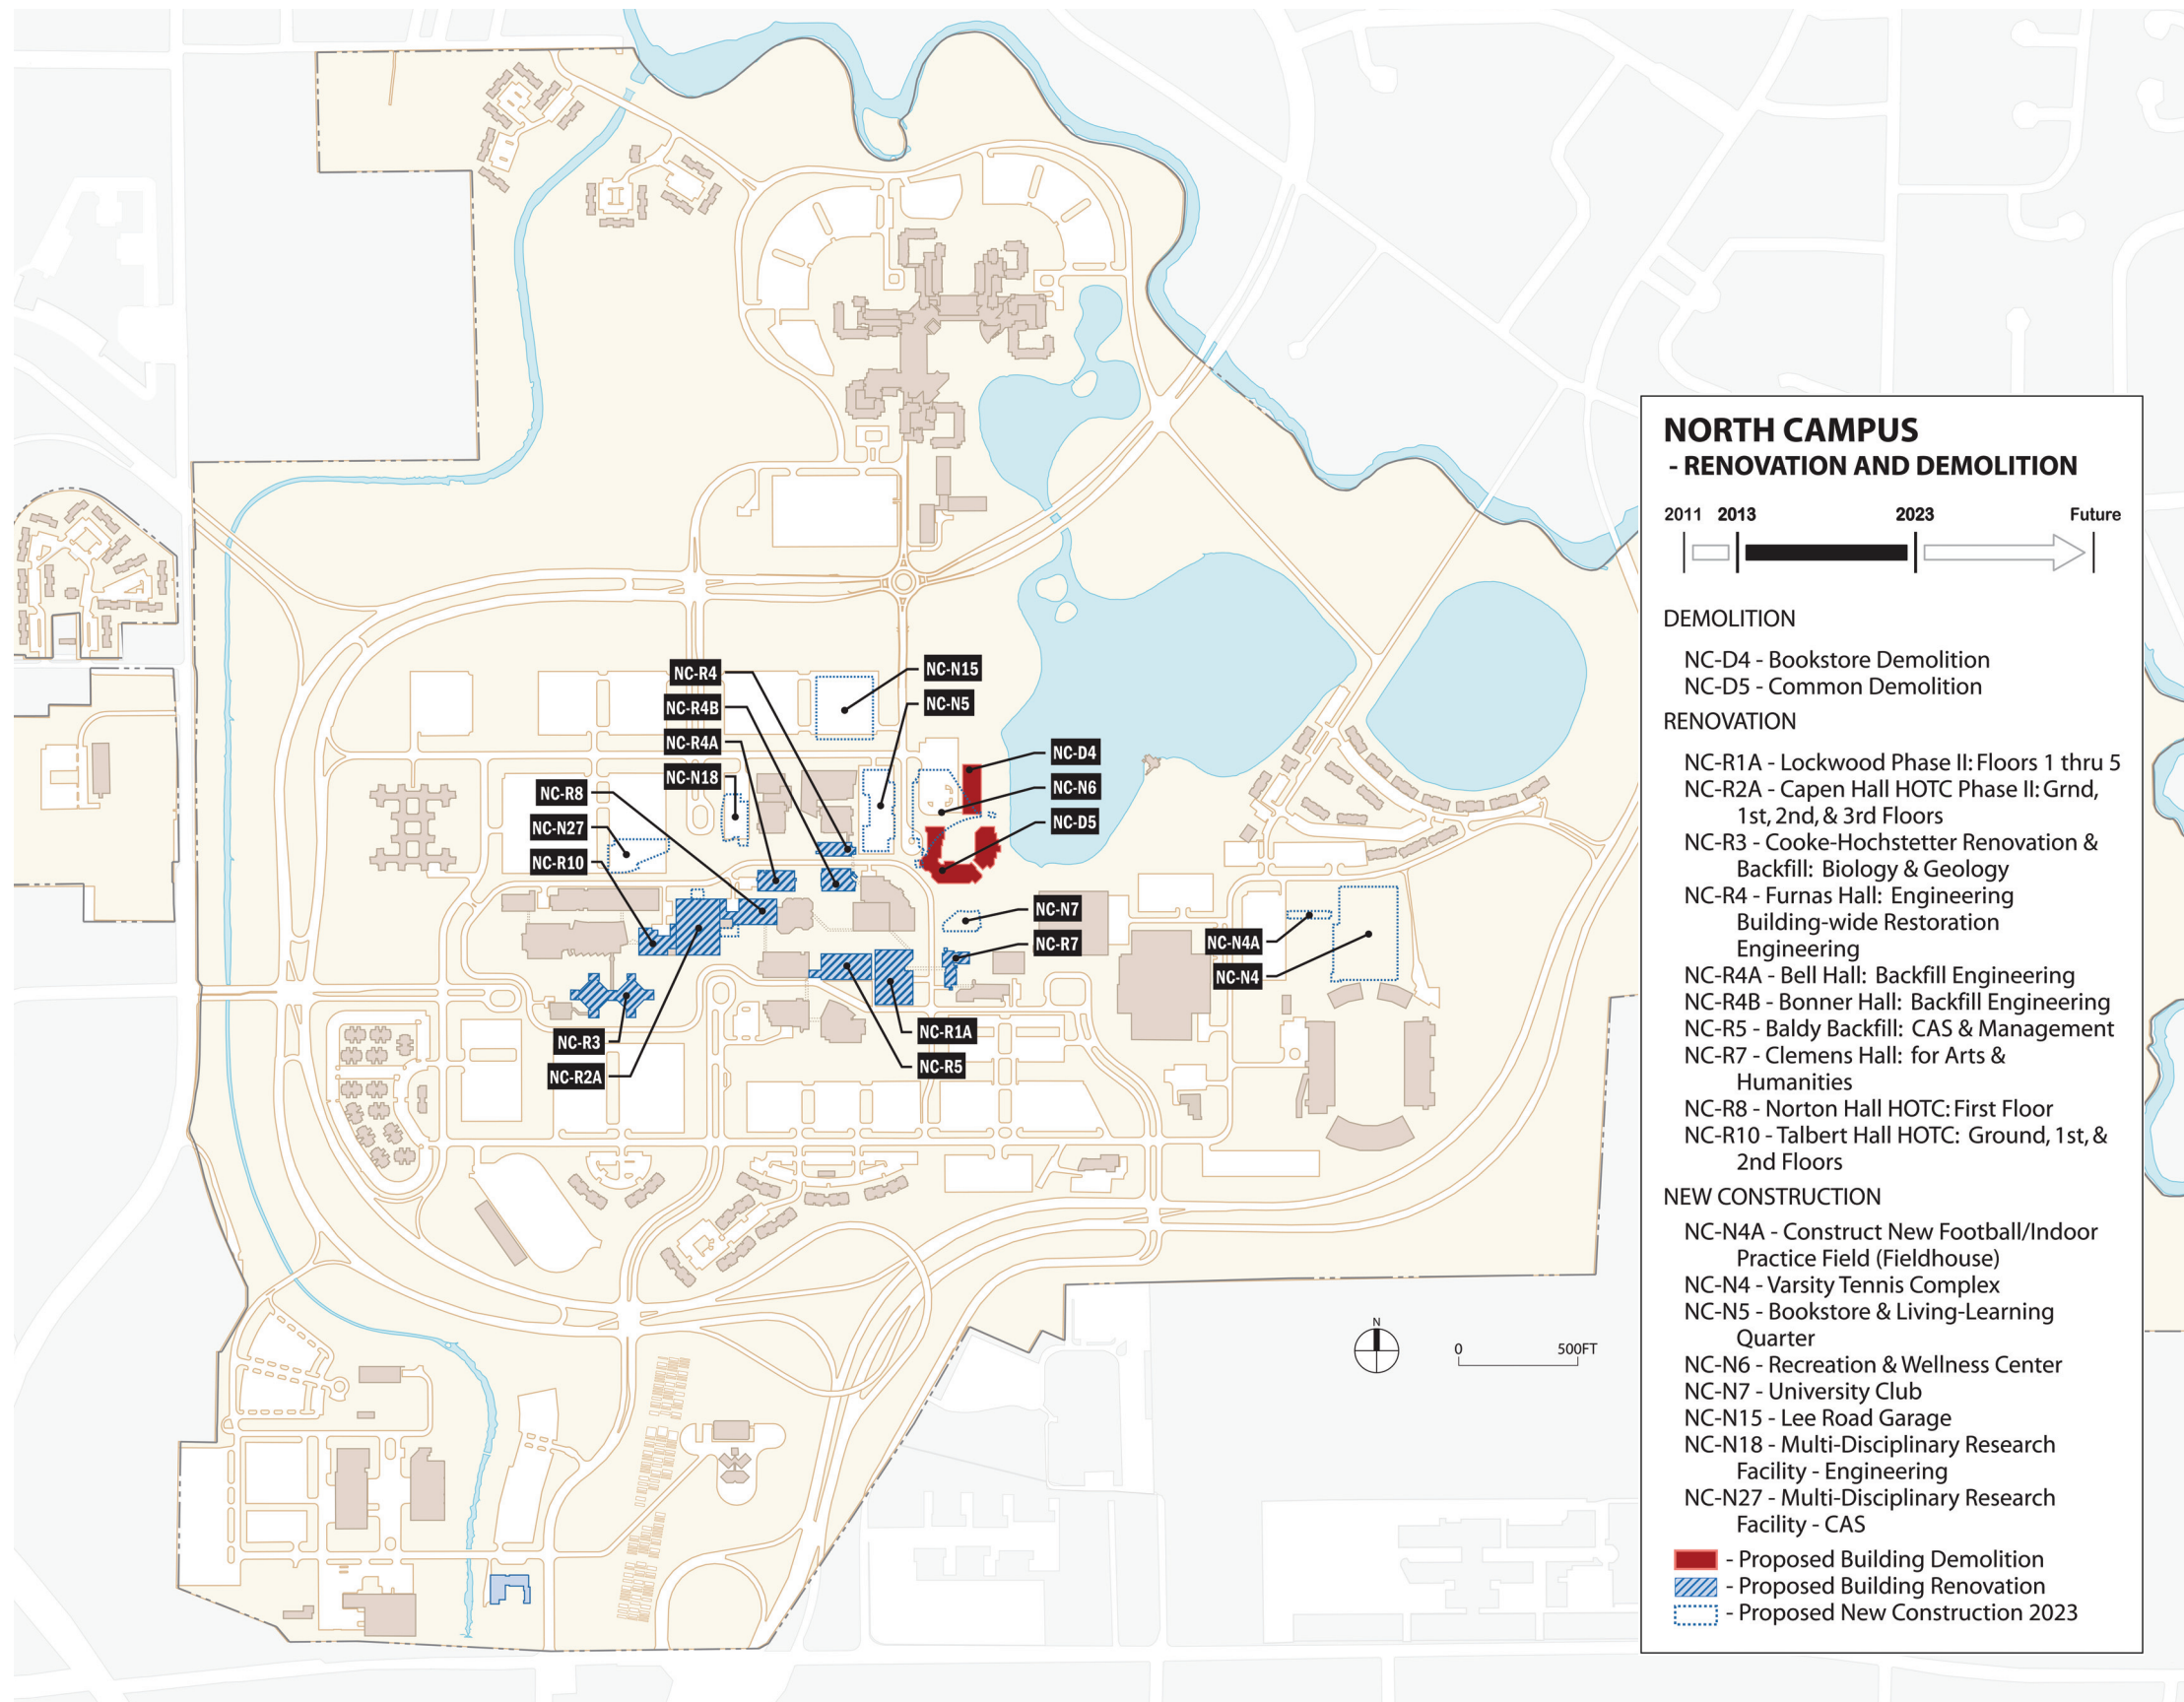 NORTH CAMPUS
- RENOVATION AND DEMOLITION
2011 2013 2023 Future
DEMOLITION
NC-D4 - Bookstore Demolition
NC-D5 - Common Demolition
RENOVATION
NC-R1A - Lockwood Phase II: Floors 1 thru 5
NC-R2A - Capen Hall HOTC Phase II: Grnd,
1st, 2nd, & 3rd Floors
NC-R3 - Cooke-Hochstetter Renovation &
Backfill: Biology & Geology
NC-R4 - Furnas Hall: Engineering
Building-wide Restoration
Engineering
NC-R4A - Bell Hall: Backfill Engineering
NC-R4B - Bonner Hall: Backfill Engineering
NC-R5 - Baldy Backfill: CAS & Management
NC-R7 - Clemens Hall: for Arts &
Humanities
NC-R8 - Norton Hall HOTC: First Floor
NC-R10 - Talbert Hall HOTC: Ground, 1st, &
2nd Floors
NEW CONSTRUCTION
NC-N4A - Construct New Football/Indoor
Practice Field (Fieldhouse)
NC-N4 - Varsity Tennis Complex
NC-N5 - Bookstore & Living-Learning
Quarter
NC-N6 - Recreation & Wellness Center
NC-N7 - University Club
NC-N15 - Lee Road Garage
NC-N18 - Multi-Disciplinary Research
Facility - Engineering
NC-N27 - Multi-Disciplinary Research
Facility - CAS
- Proposed Building Demolition
- Proposed Building Renovation
- Proposed New Construction 2023
NC-R4
NC-R4B
NC-R4A
NC-N18
NC-R8
NC-N27
NC-R10
NC-N15
NC-N5
NC-D4
NC-N6
NC-D5
NC-N7
NC-R7
NC-N4A
NC-N4
NC-R3
NC-R2A
NC-R1A
NC-R5
N
0 500FT